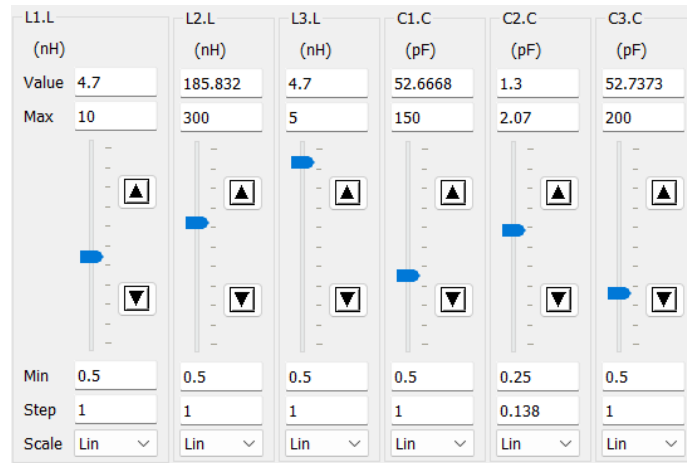 L1.L L2.L L3.L C1.C C2.C C3.C
(nH) (nH) (nH) (pF) (pF) (pF)
Value 4.7 185.832 4.7 52.6668 1.3 52.7373
Max 10 300 5 150 2.07 200
Min 0.5 0.5 0.5 0.5 0.25 0.5
Step 1 1 1 1 0.138 1
Scale Lin Lin Lin Lin Lin Lin